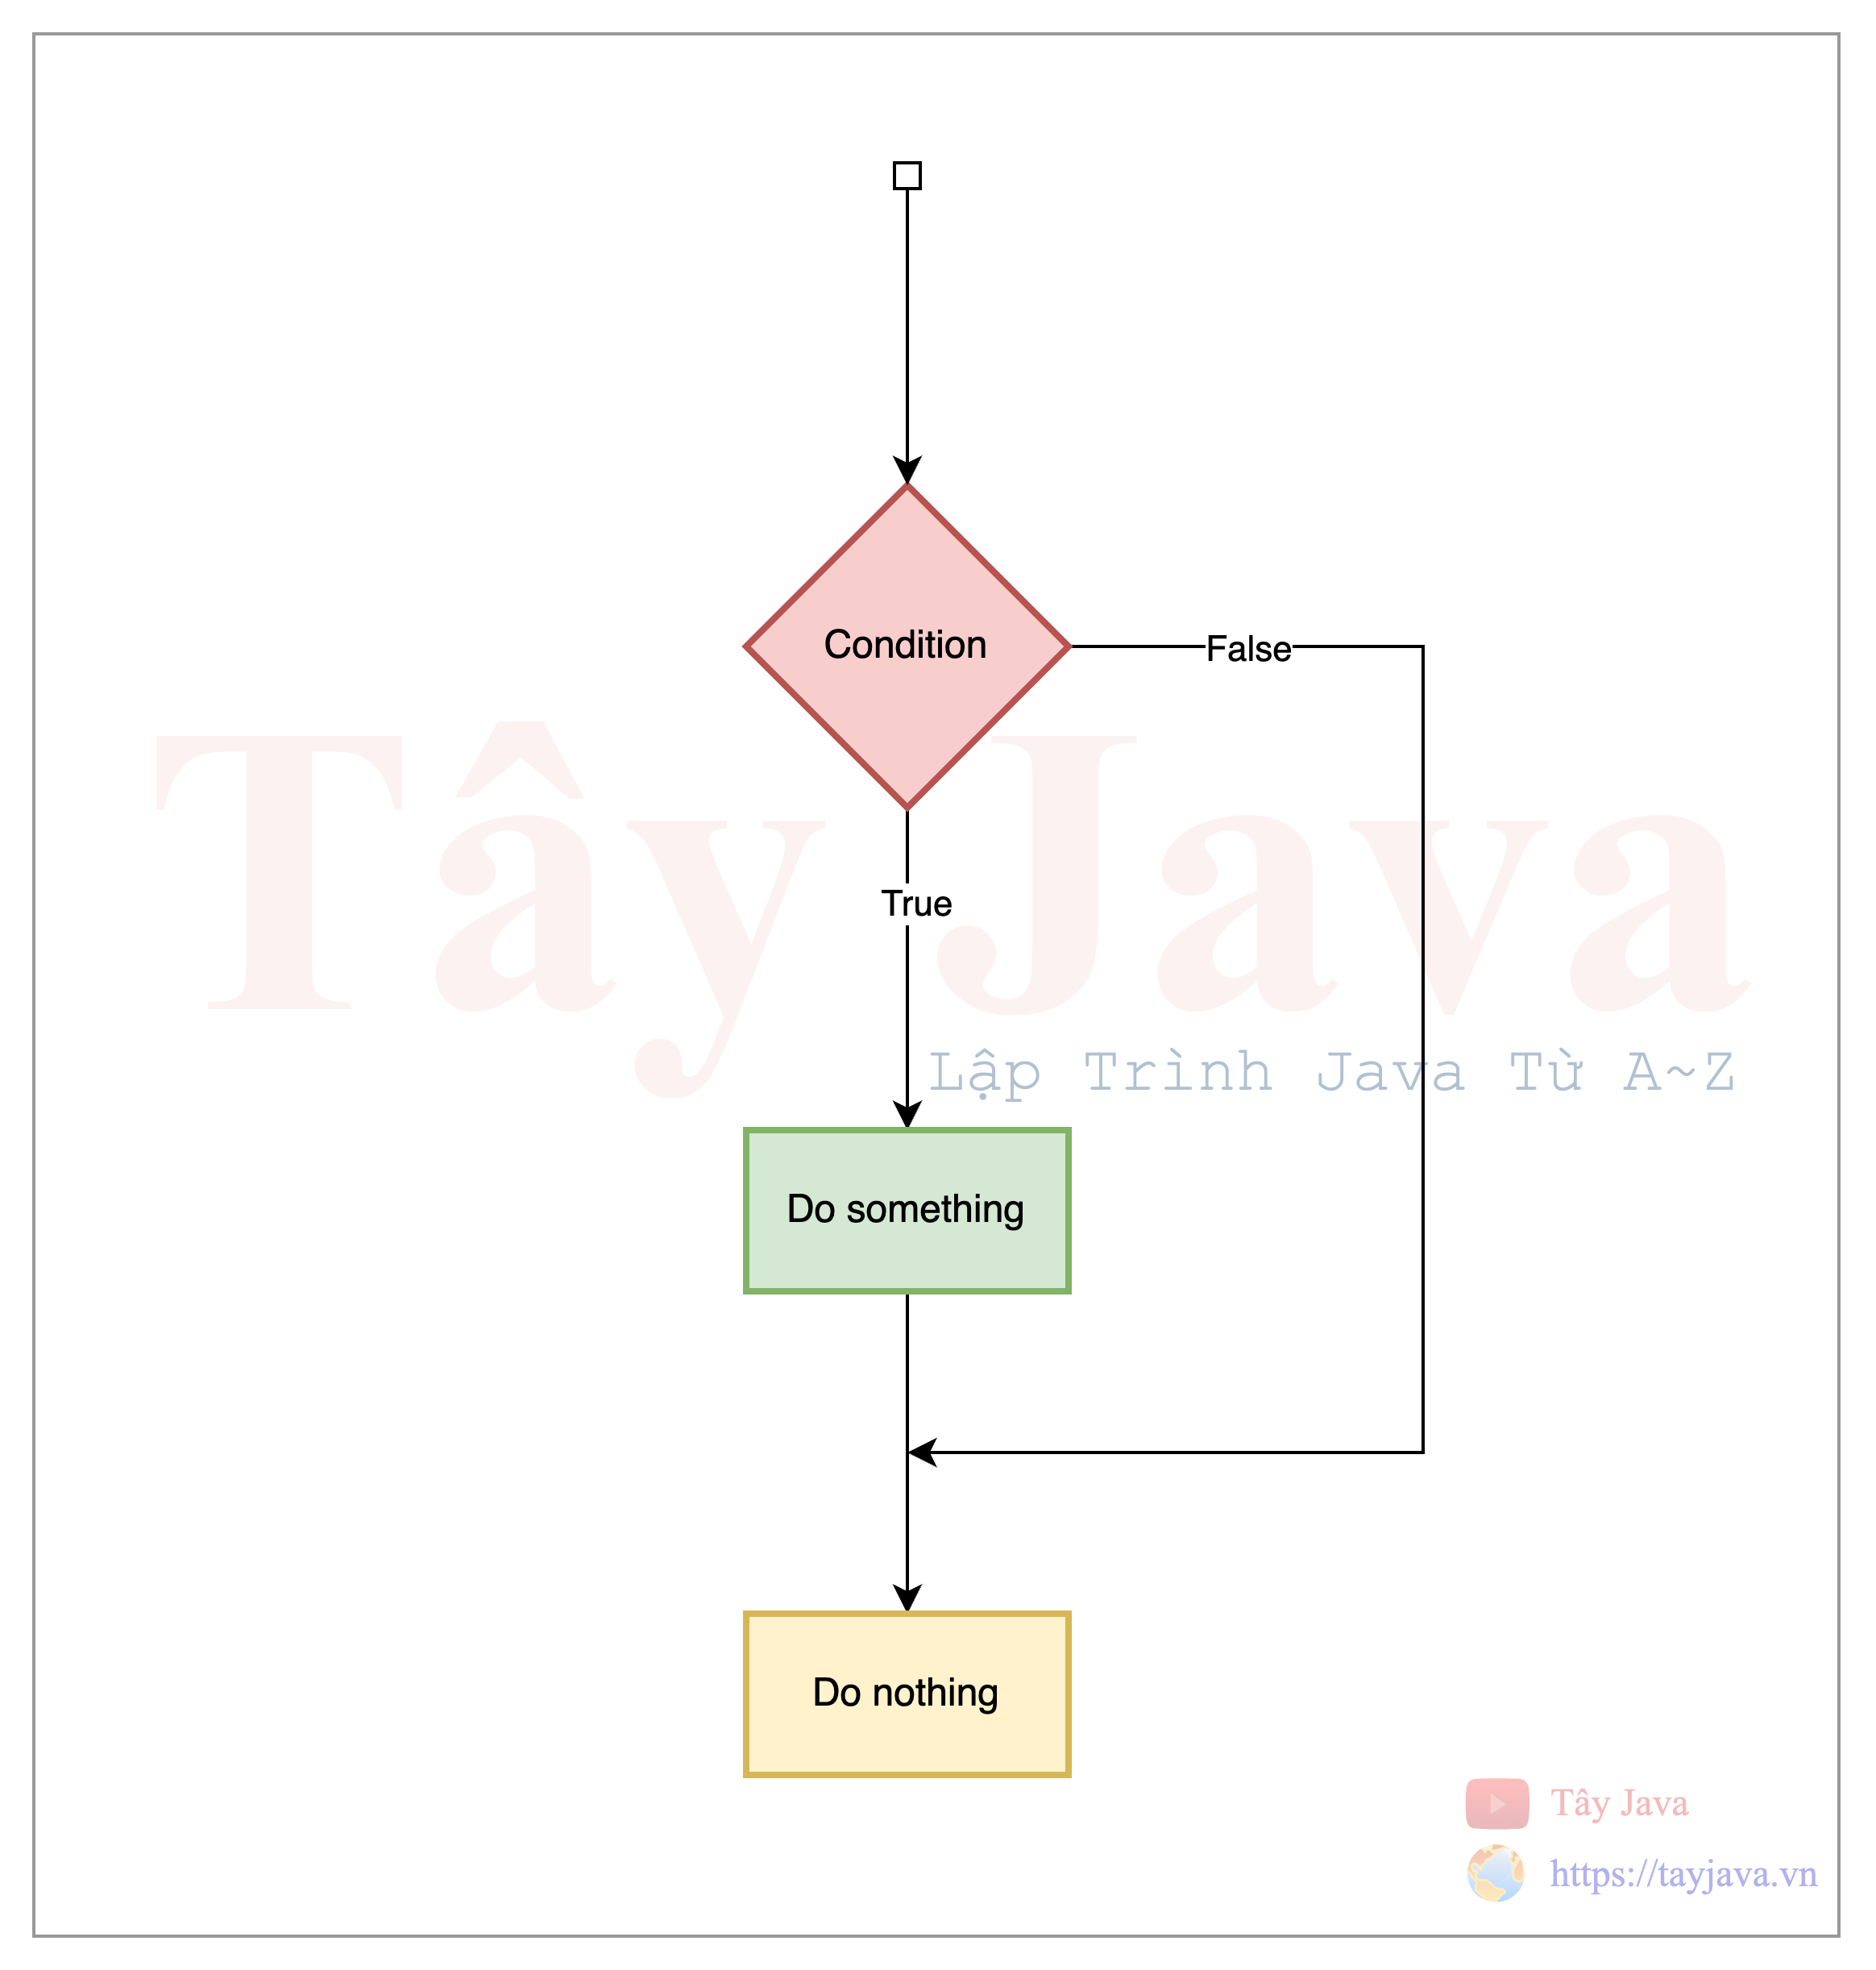 Condition
False
Tây Java
True
Lập Trình Java Từ A~Z
Do something
Do nothing
Tây Java
https://tayjava.vn